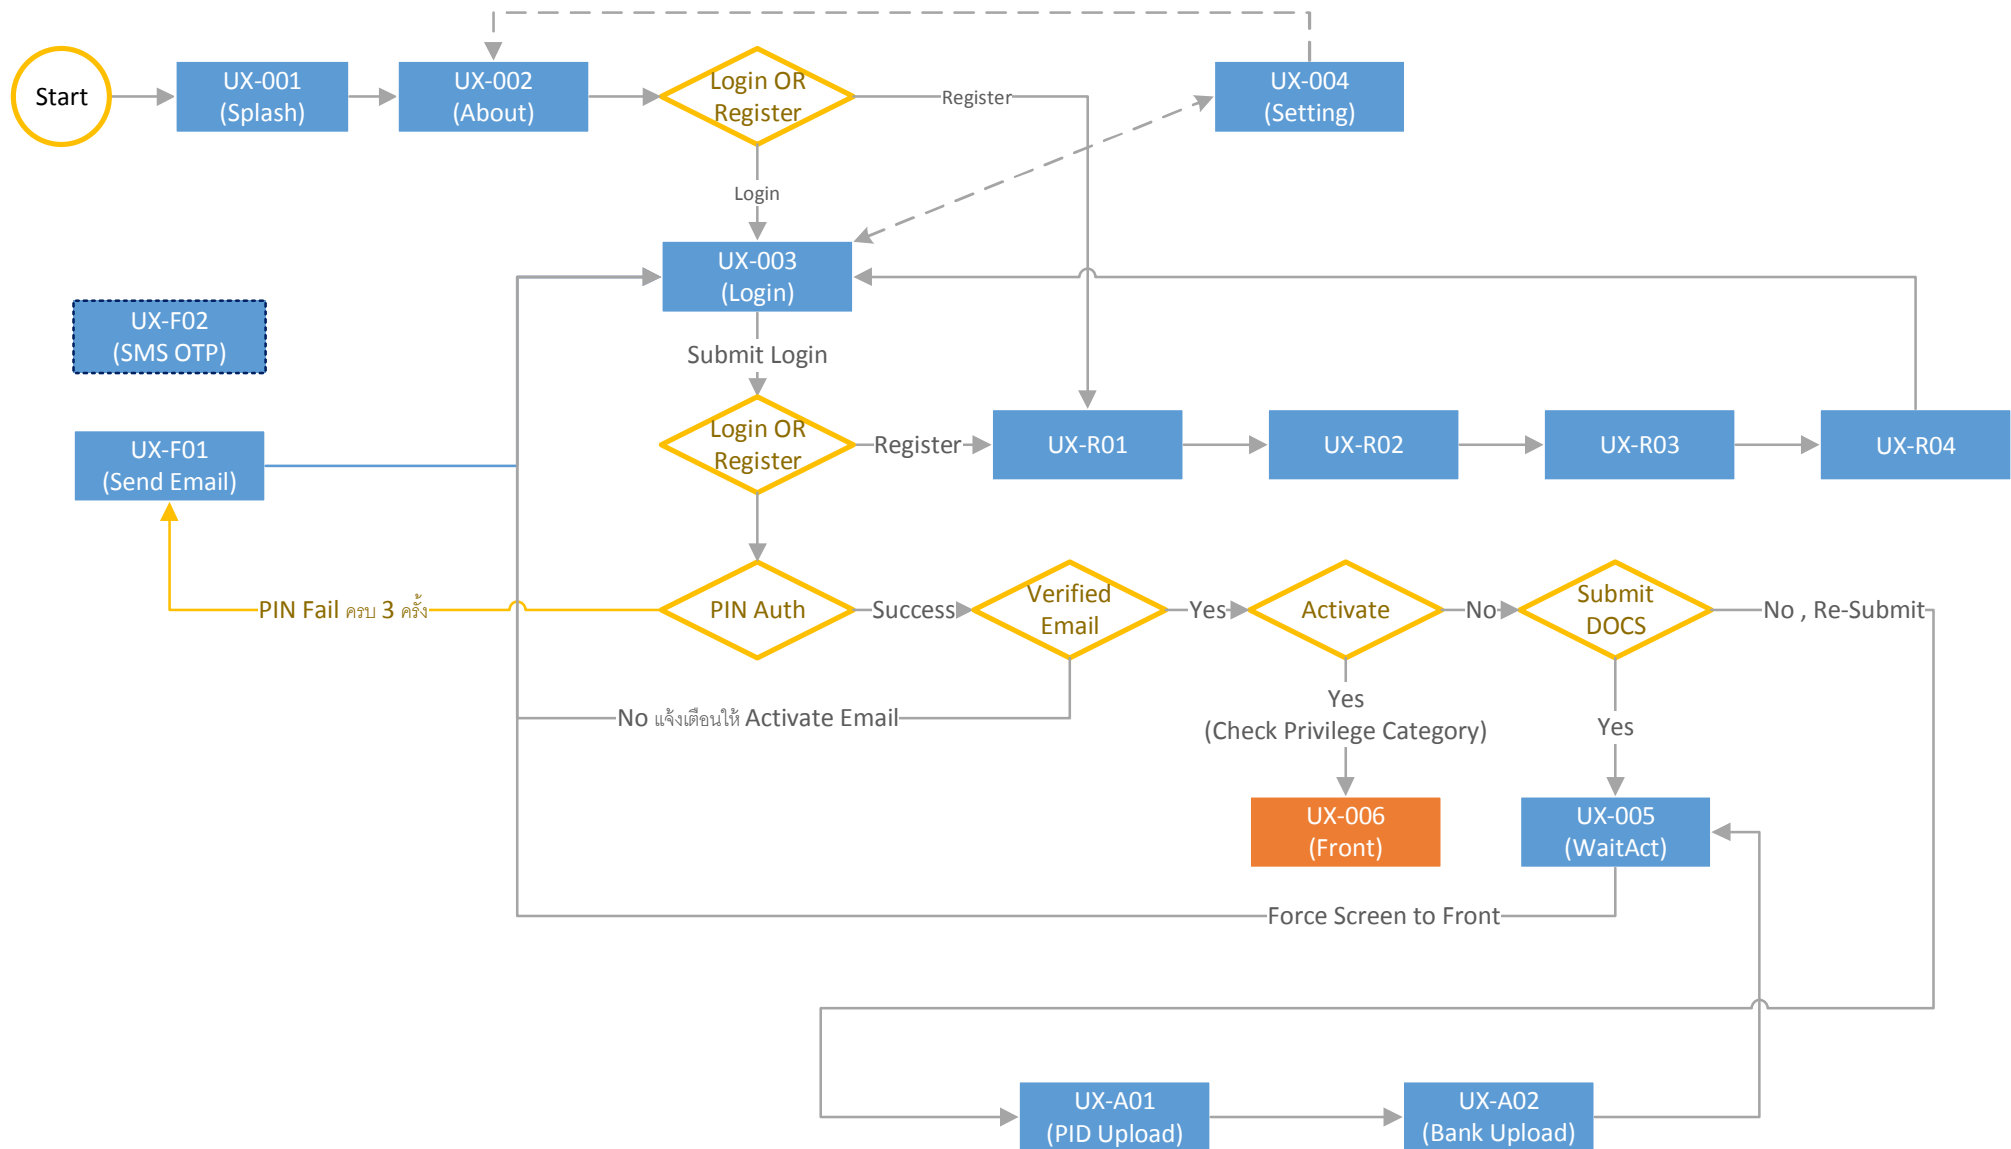 Start
UX-001
(Splash)
UX-002
(About)
Login OR
Register
Register
UX-004
(Setting)
Login
UX-003
(Login)
UX-F02
(SMS OTP)
Submit Login
Login OR
Register
Register
UX-R01
UX-R02
UX-R03
UX-R04
UX-F01
(Send Email)
PIN Fail ครบ 3 ครั้ง
PIN Auth
Success
Verified
Email
Yes
Activate
No
Submit
DOCS
No , Re-Submit
No แจ้งเตือนให้ Activate Email
Yes
(Check Privilege Category)
Yes
UX-006
(Front)
UX-005
(WaitAct)
Force Screen to Front
UX-A01
(PID Upload)
UX-A02
(Bank Upload)